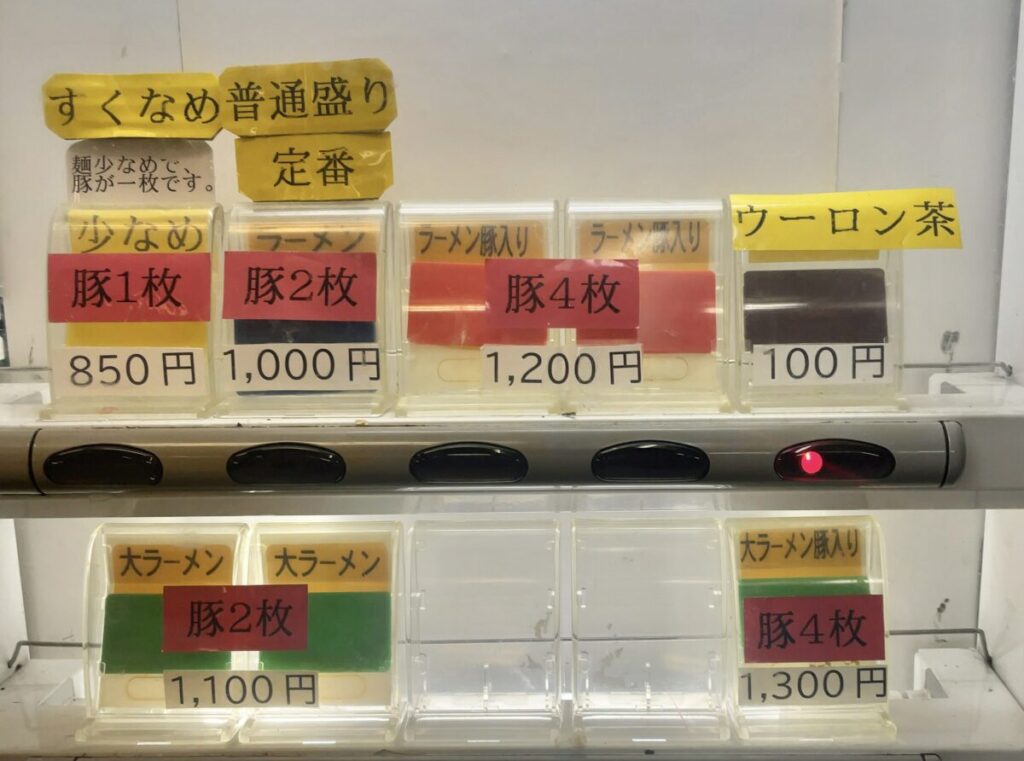 すくなめ
麺少なめで、
豚が一枚です。
少なめ
豚1枚
850円
普通盛り
定番
ラーメン
豚2枚
1,000円
ラーメン豚入り
ラーメン豚入り
豚4枚
1,200円
ウーロン茶
100円
大ラーメン
大ラーメン
豚2枚
1,100円
大ラーメン豚入り
豚4枚
1,300円